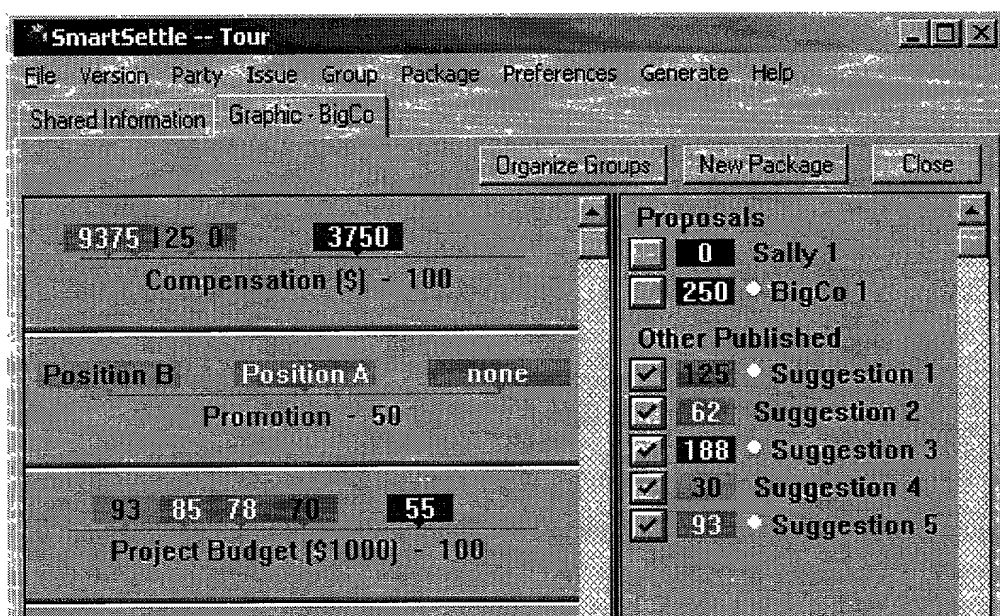 SmartSettle -- Tour
File Version Party Issue Group Package Preferences Generate Help
Shared Information Graphic - BigCo
Organize Groups New Package Close
9375 125 0 3750
Compensation ($) - 100
Position B Position A none
Promotion - 50
93 85 78 70 55
Project Budget ($1000) - 100
Proposals
0 Sally 1
250 BigCo 1
Other Published
125 Suggestion 1
62 Suggestion 2
188 Suggestion 3
30 Suggestion 4
93 Suggestion 5